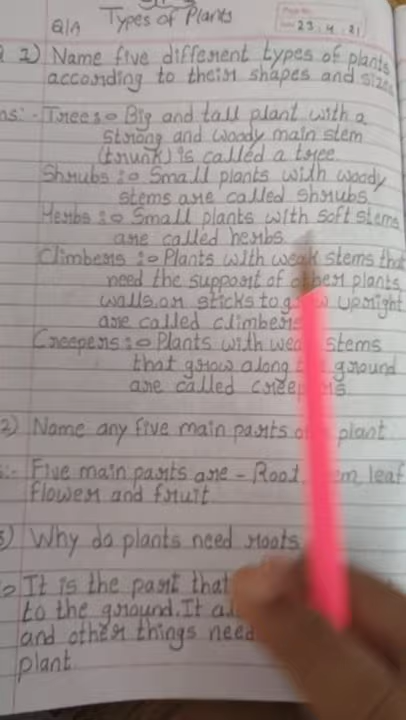 Types of Plants
Q/A
23.4.21
1) Name five different types of plants
according to their shapes and sizes
ns:- Trees:- Big and tall plant with a
strong and woody main stem
(trunk) is called a tree.
Shrubs :- Small plants with woody
stems are called shrubs.
Herbs :- Small plants with soft stems
are called herbs.
Climbers :- Plants with weak stems that
need the support of other plants,
walls, or sticks to grow upright
are called climbers
Creepers :- Plants with weak stems
that grow along the ground
are called creepers
2) Name any five main parts of plant
:- Five main parts are - Root, leaf
flower and fruit
3) Why do plants need roots
It is the part that
to the ground. It
and other things need
plant